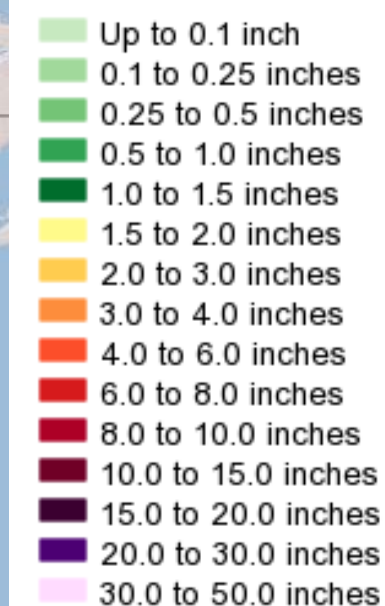 Up to 0.1 inch
0.1 to 0.25 inches
0.25 to 0.5 inches
0.5 to 1.0 inches
1.0 to 1.5 inches
1.5 to 2.0 inches
2.0 to 3.0 inches
3.0 to 4.0 inches
4.0 to 6.0 inches
6.0 to 8.0 inches
8.0 to 10.0 inches
10.0 to 15.0 inches
15.0 to 20.0 inches
20.0 to 30.0 inches
30.0 to 50.0 inches